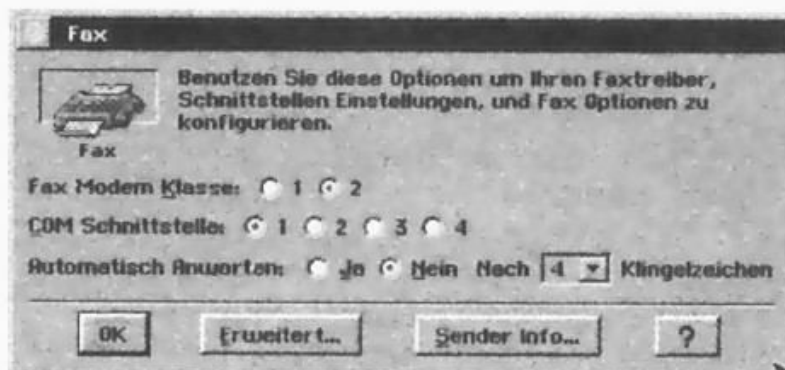 Fax
Benutzen Sie diese Optionen um Ihren Faxtreiber,
Schnittstellen Einstellungen, und Fax Optionen zu
konfigurieren.
Fax
Fax Modem Klasse: 1 2
COM Schnittstelle: 1 2 3 4
Automatisch Anworten: Ja Nein Nach 4 Klingelzeichen
OK Erweitert... Sender Info... ?